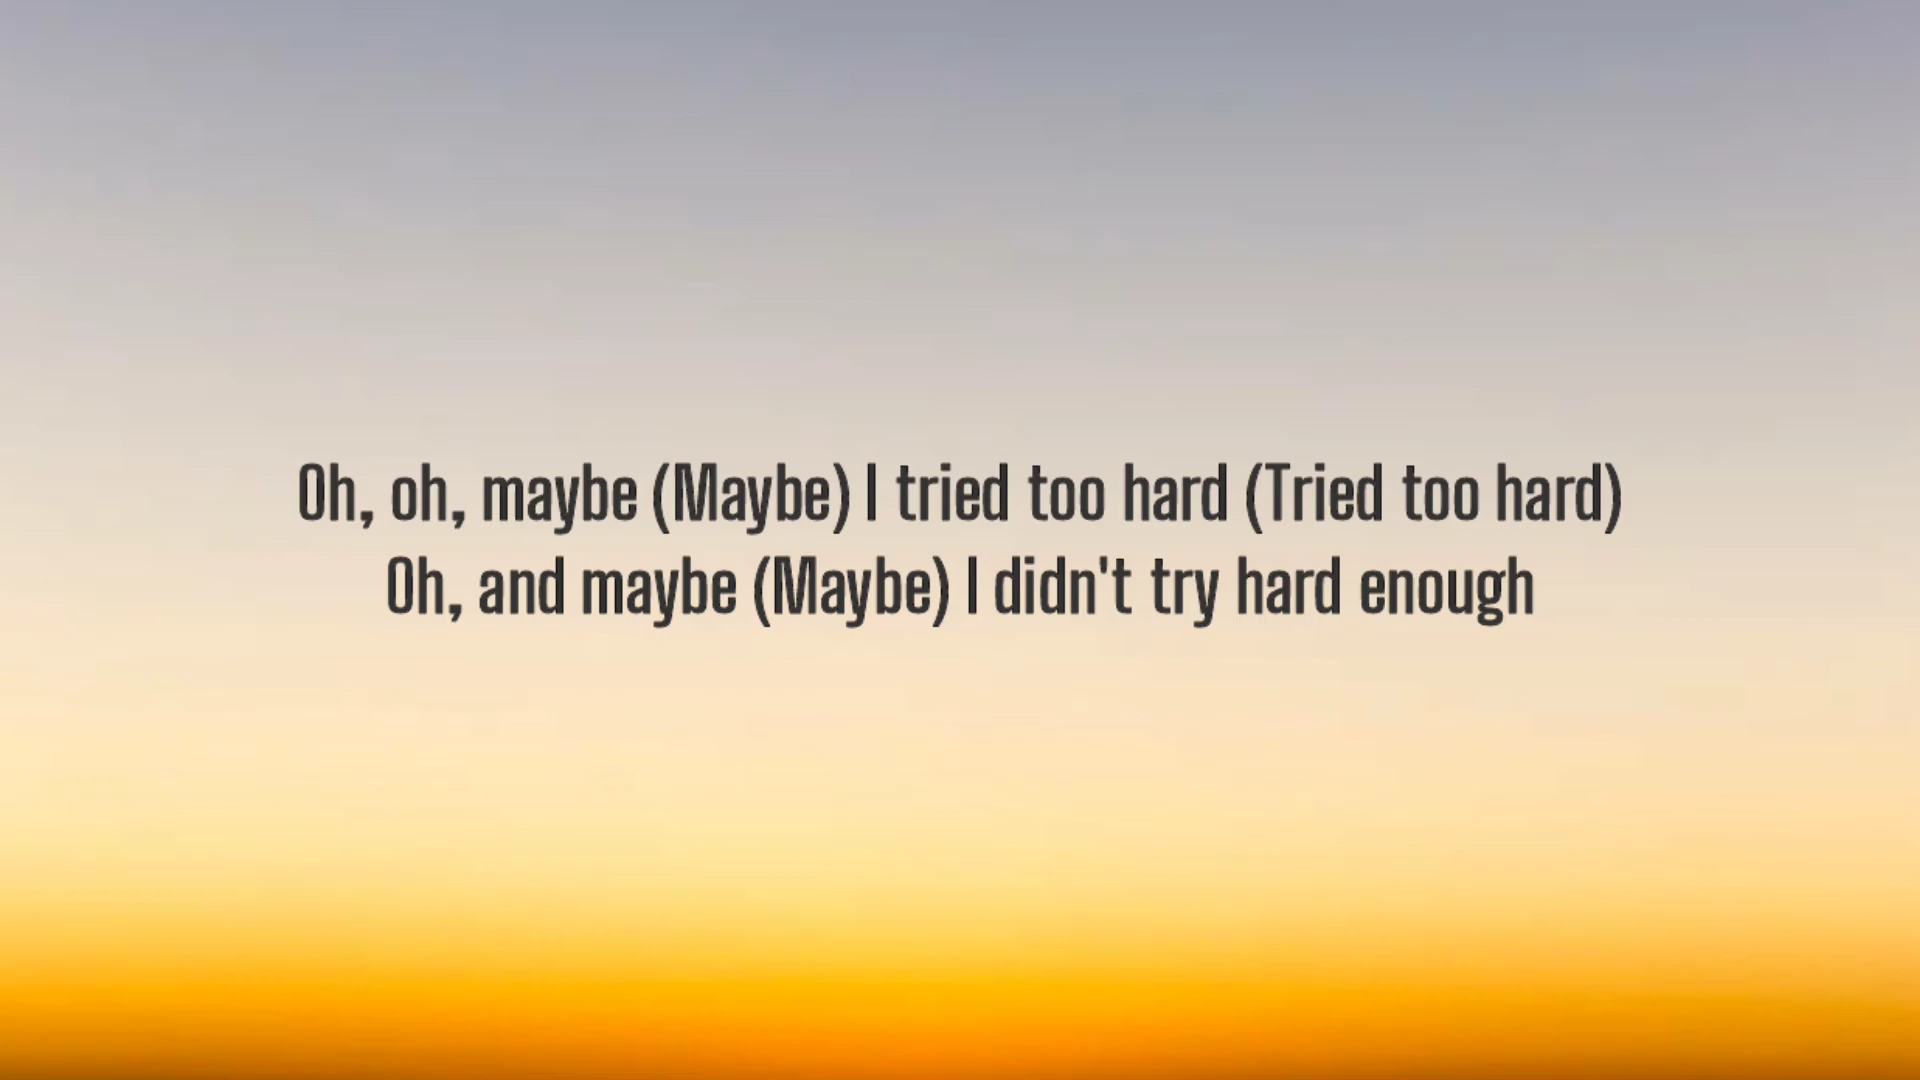 Oh, oh, maybe (Maybe) I tried too hard (Tried too hard)
Oh, and maybe (Maybe) I didn't try hard enough